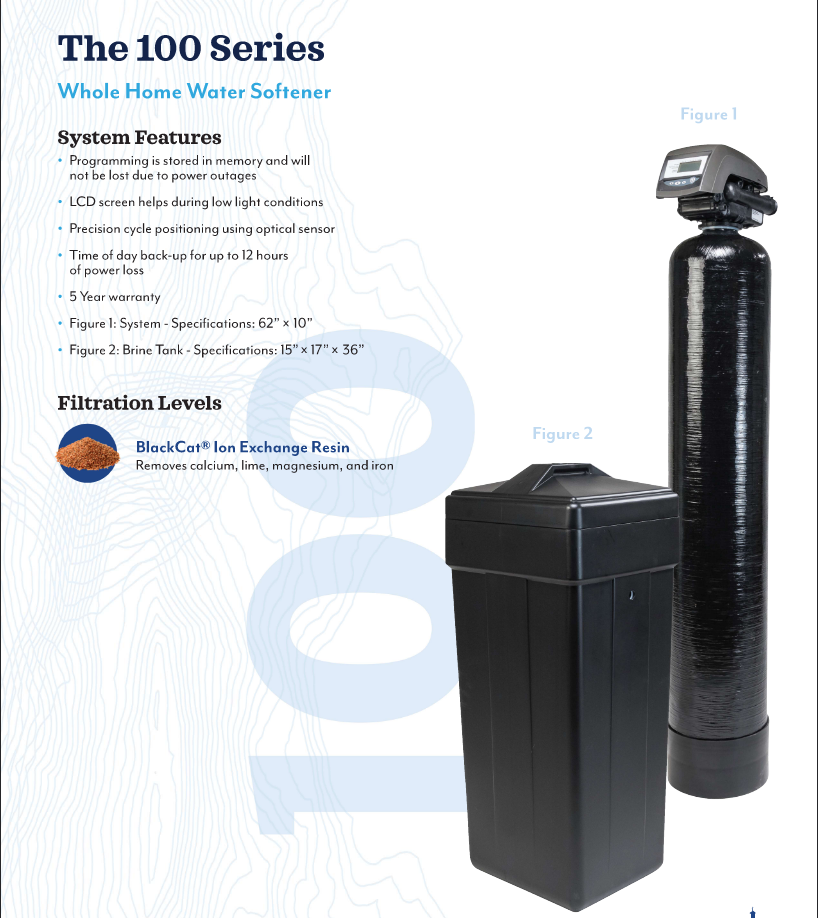 The 100 Series
Whole Home Water Softener
System Features
• Programming is stored in memory and will
not be lost due to power outages
• LCD screen helps during low light conditions
• Precision cycle positioning using optical sensor
• Time of day back-up for up to 12 hours
of power loss
• 5 Year warranty
• Figure 1: System - Specifications: 62” × 10”
• Figure 2: Brine Tank - Specifications: 15” × 17” × 36”
Filtration Levels
BlackCat® Ion Exchange Resin
Removes calcium, lime, magnesium, and iron
Figure 1
Figure 2
100